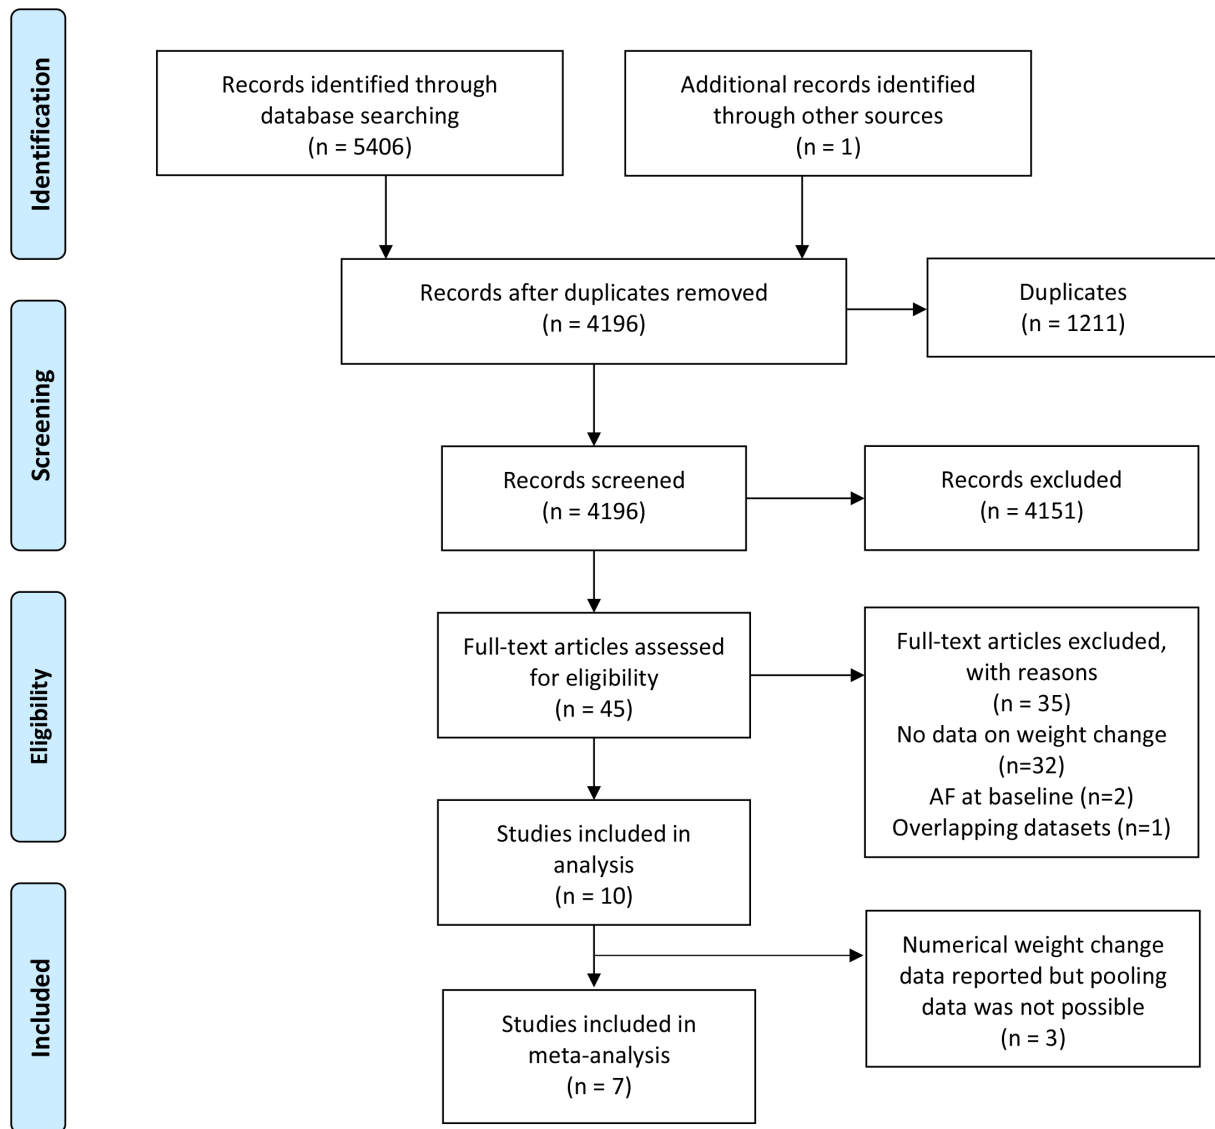 Identification
Records identified through
database searching
(n = 5406)
Additional records identified
through other sources
(n = 1)
Records after duplicates removed
(n = 4196)
Duplicates
(n = 1211)
Screening
Records screened
(n = 4196)
Records excluded
(n = 4151)
Eligibility
Full-text articles assessed
for eligibility
(n = 45)
Full-text articles excluded,
with reasons
(n = 35)
No data on weight change
(n=32)
AF at baseline (n=2)
Overlapping datasets (n=1)
Studies included in
analysis
(n = 10)
Included
Numerical weight change
data reported but pooling
data was not possible
(n = 3)
Studies included in
meta-analysis
(n = 7)